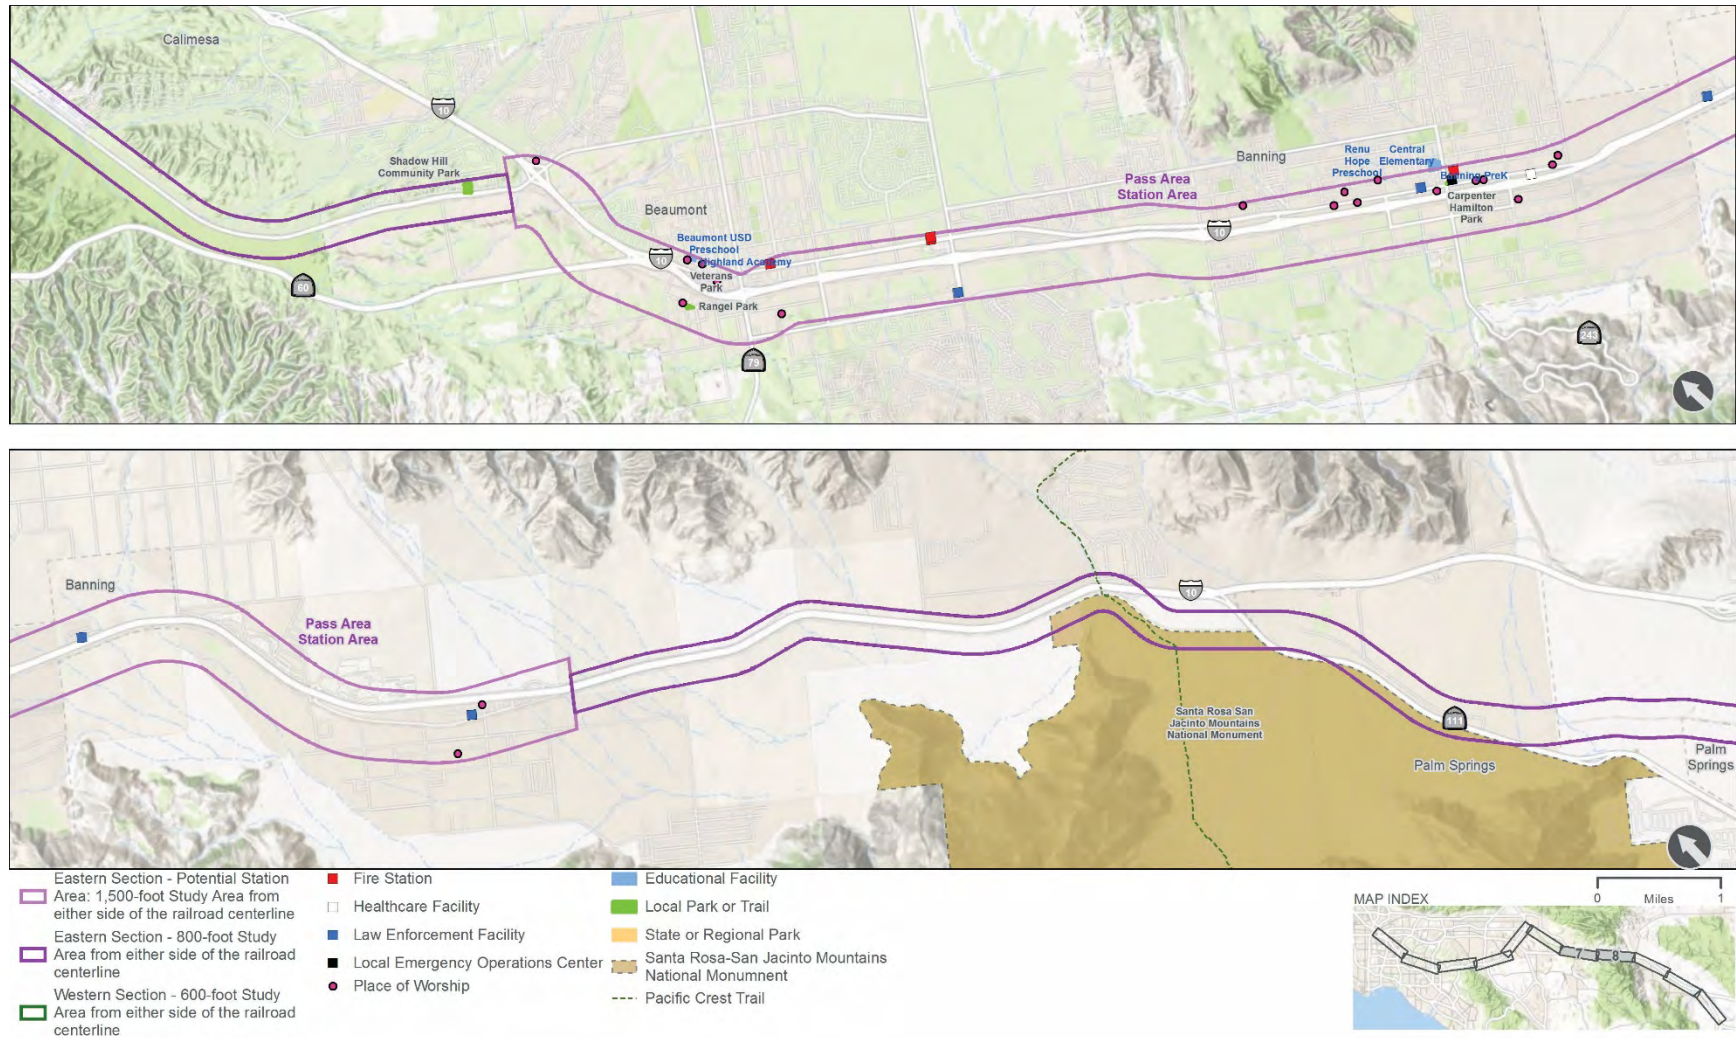 Calimesa
10
Shadow Hill
Community Park
Beaumont
Beaumont USD
Preschool
Highland Academy
10
Veterans
Park
Rangel Park
60
79
Pass Area
Station Area
Banning
10
Renu
Hope
Preschool
Central
Elementary
Banning PreK
Carpenter
Hamilton
Park
243
Banning
Pass Area
Station Area
10
Santa Rosa San
Jacinto Mountains
National Monument
111
Palm Springs
Palm
Springs
Eastern Section - Potential Station
Area: 1,500-foot Study Area from
either side of the railroad centerline
Eastern Section - 800-foot Study
Area from either side of the railroad
centerline
Western Section - 600-foot Study
Area from either side of the railroad
centerline
Fire Station
Healthcare Facility
Law Enforcement Facility
Local Emergency Operations Center
Place of Worship
Educational Facility
Local Park or Trail
State or Regional Park
Santa Rosa-San Jacinto Mountains
National Monumnent
Pacific Crest Trail
0 Miles 1
MAP INDEX
7
8